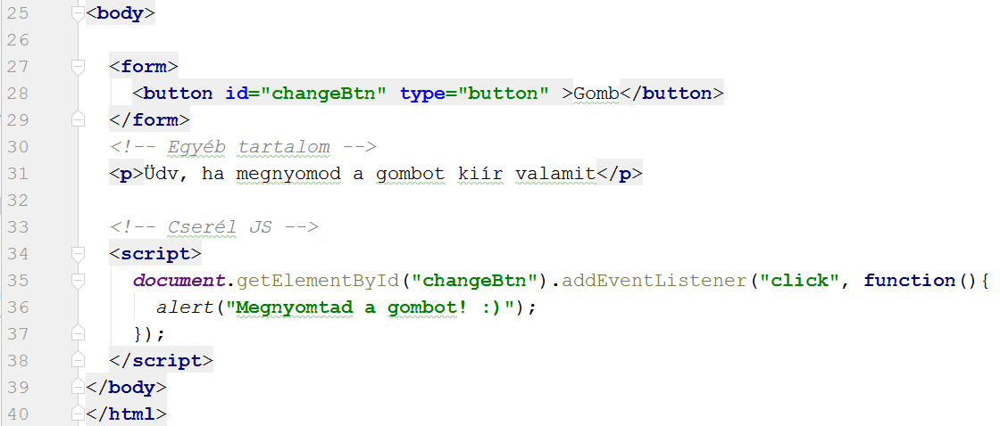 25 <body>
26
27 <form>
28 <button id="changeBtn" type="button" >Gomb</button>
29 </form>
30 <!-- Egyéb tartalom -->
31 <p>Üdv, ha megnyomod a gombot kiír valamit</p>
32
33 <!-- Cserél JS -->
34 <script>
35 document.getElementById("changeBtn").addEventListener("click", function(){
36 alert("Megnyomtad a gombot! :)");
37 });
38 </script>
39 </body>
40 </html>